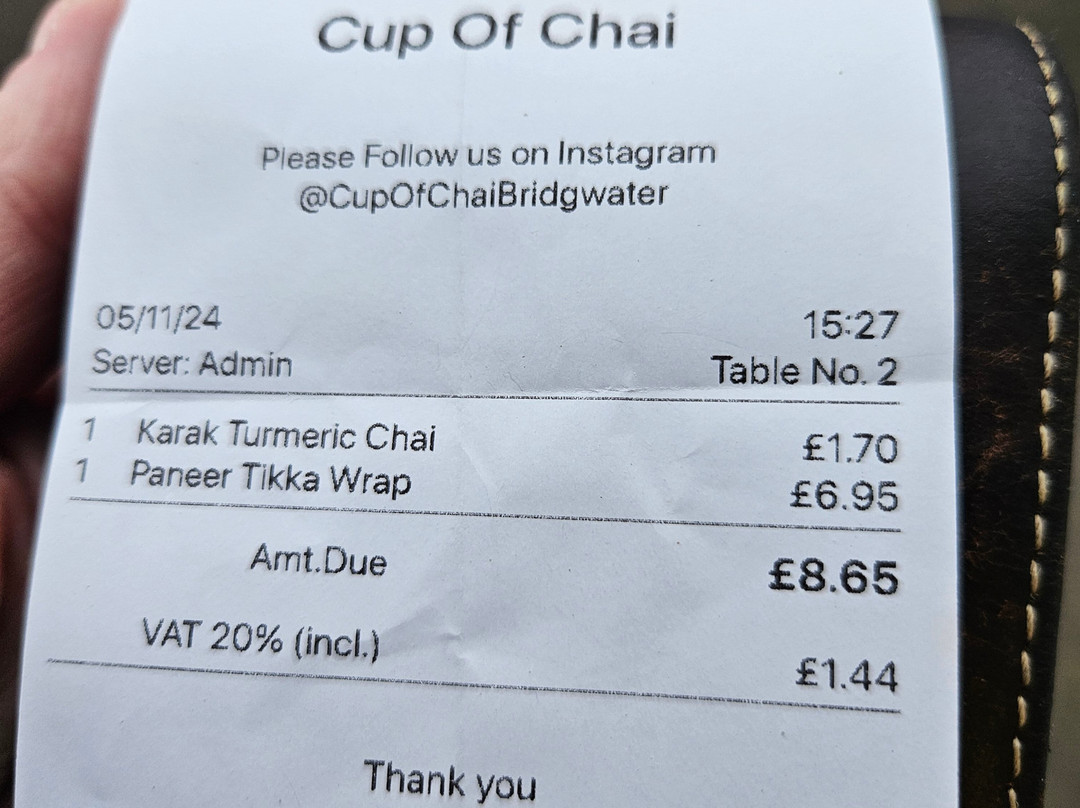 Cup Of Chai
Please Follow us on Instagram
@CupOfChaiBridgwater
05/11/24 15:27
Server: Admin Table No. 2
1 Karak Turmeric Chai £1.70
1 Paneer Tikka Wrap £6.95
Amt.Due £8.65
VAT 20% (incl.) £1.44
Thank you